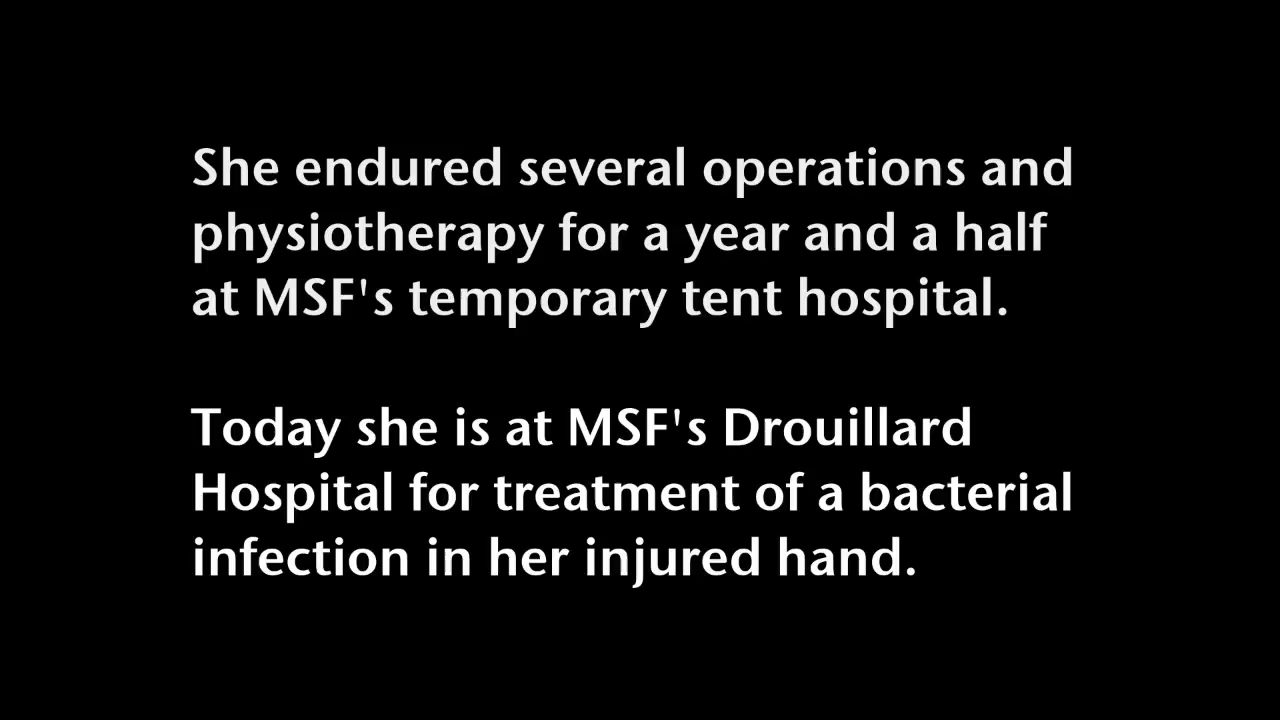 She endured several operations and
physiotherapy for a year and a half
at MSF's temporary tent hospital.
Today she is at MSF's Drouillard
Hospital for treatment of a bacterial
infection in her injured hand.